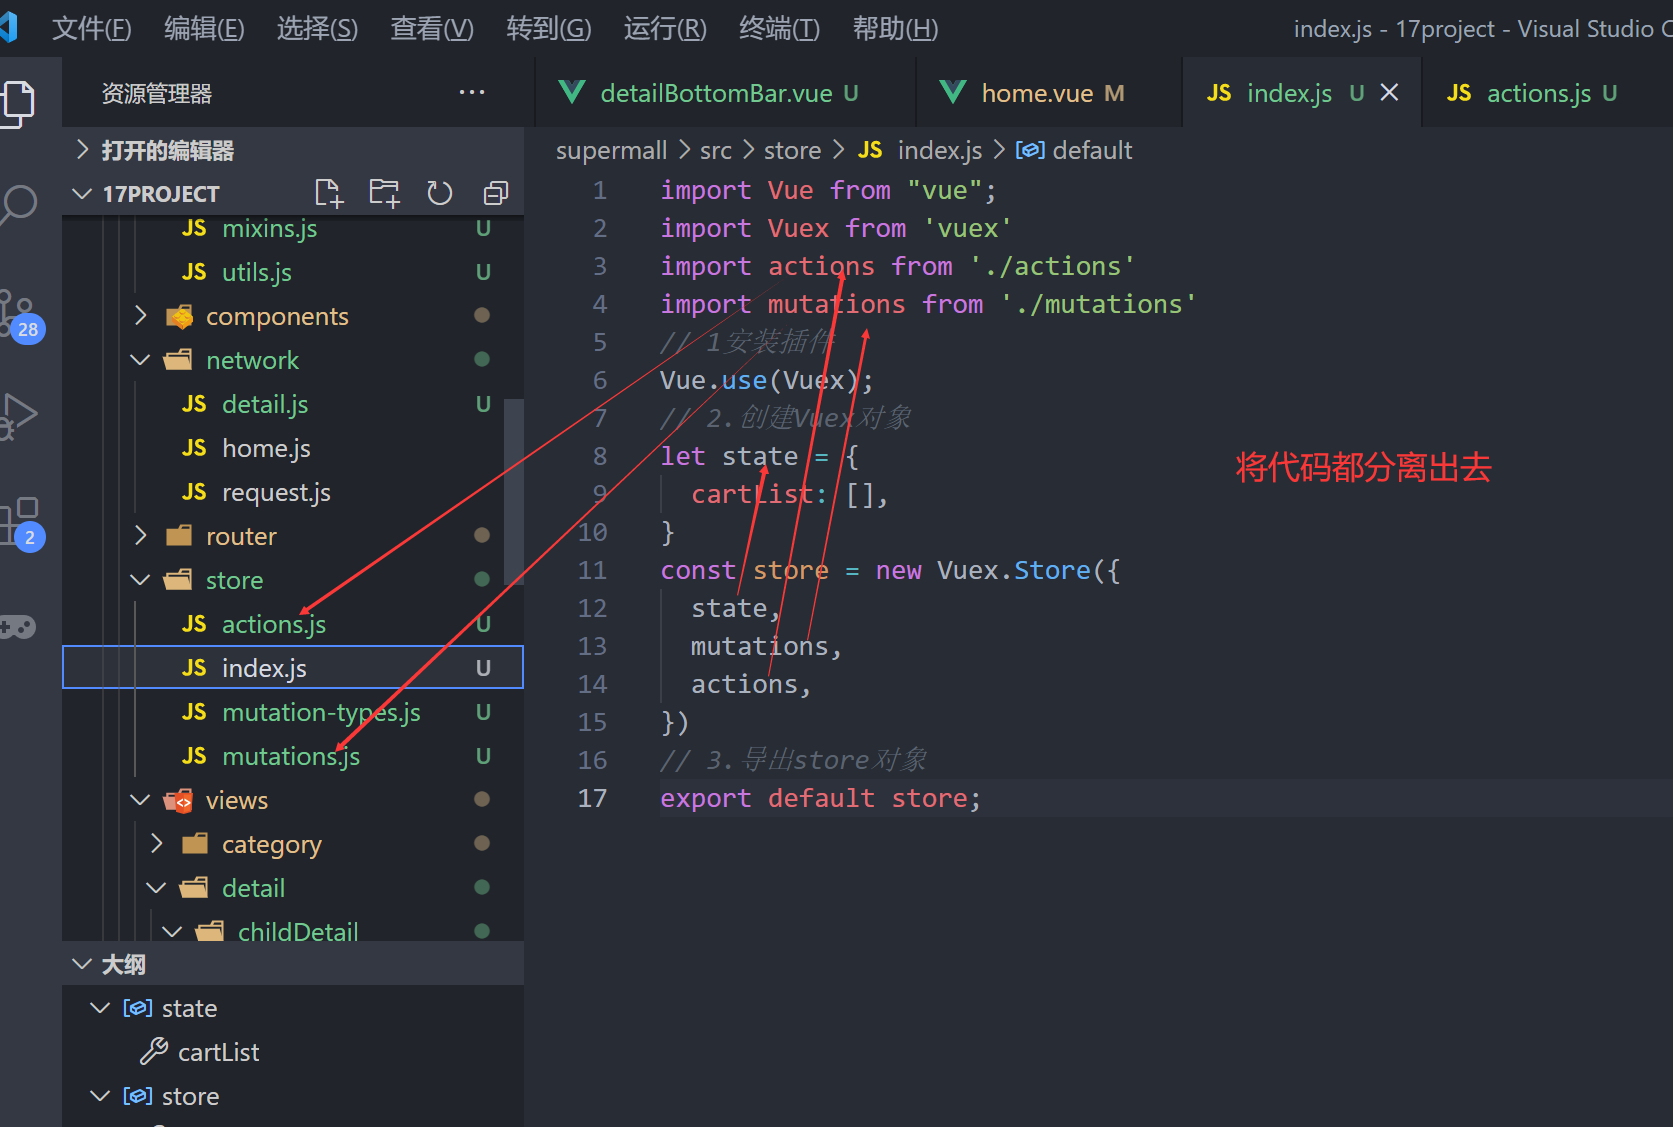 文件(F) 编辑(E) 选择(S) 查看(V) 转到(G) 运行(R) 终端(T) 帮助(H) index.js - 17project - Visual Studio C
资源管理器 ···
detailBottomBar.vue U
home.vue M
JS index.js U
JS actions.js U
打开的编辑器
17PROJECT
JS mixins.js U
JS utils.js U
components
network
JS detail.js U
JS home.js
JS request.js
router
store
JS actions.js U
JS index.js U
JS mutation-types.js U
JS mutations.js U
views
category
detail
childDetail
大纲
state
cartList
store
28
2
supermall > src > store > JS index.js > default
1 import Vue from "vue";
2 import Vuex from 'vuex'
3 import actions from './actions'
4 import mutations from './mutations'
5 // 1安装插件
6 Vue.use(Vuex);
7 // 2.创建Vuex对象
8 let state = {
9 cartList: [],
10 }
11 const store = new Vuex.Store({
12 state,
13 mutations,
14 actions,
15 })
16 // 3.导出store对象
17 export default store;
将代码都分离出去